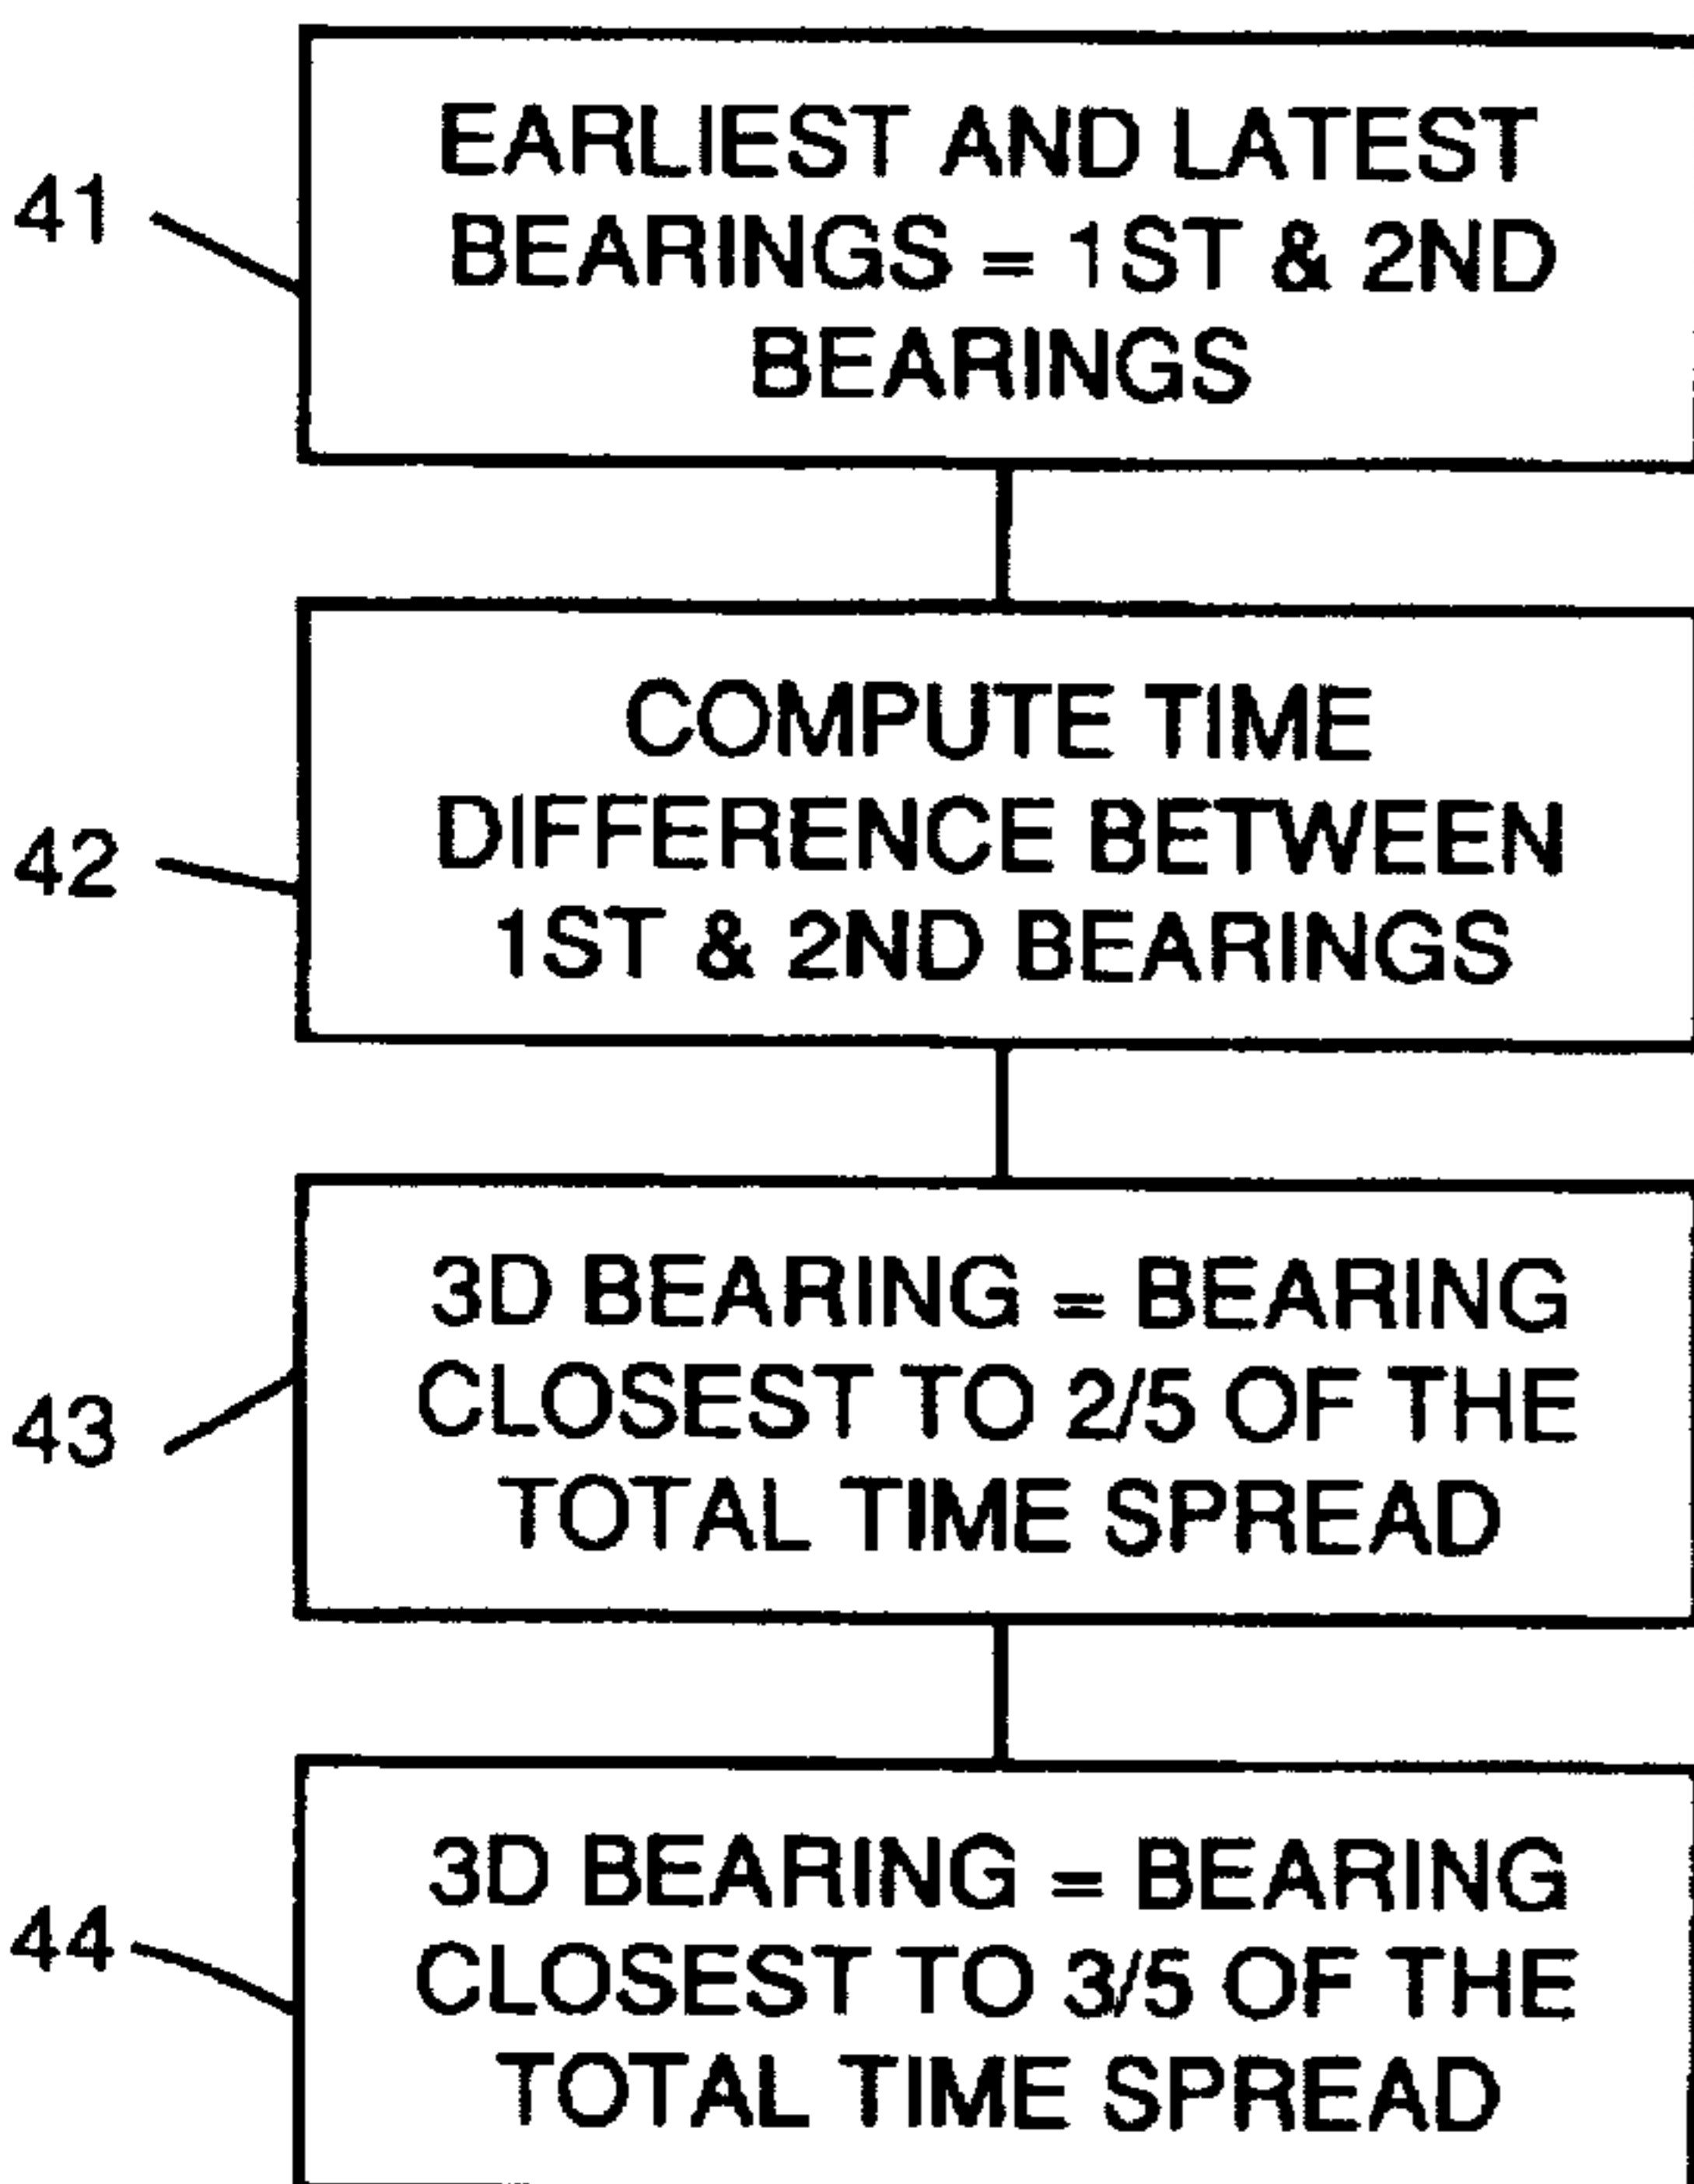 EARLIEST AND LATEST
BEARINGS = 1ST & 2ND
BEARINGS
41
COMPUTE TIME
DIFFERENCE BETWEEN
1ST & 2ND BEARINGS
42
3D BEARING = BEARING
CLOSEST TO 2/5 OF THE
TOTAL TIME SPREAD
43
3D BEARING = BEARING
CLOSEST TO 3/5 OF THE
TOTAL TIME SPREAD
44